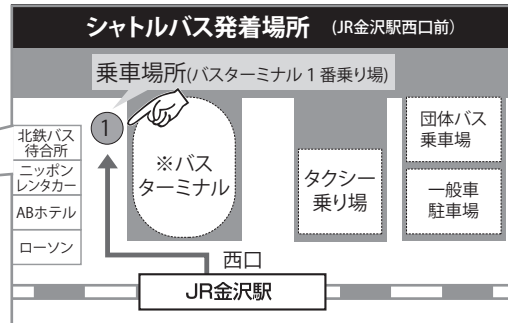 シャトルバス発着場所 (JR金沢駅西口前)
乗車場所(バスターミナル1番乗り場)
1
北鉄バス
待合所
ニッポン
レンタカー
ABホテル
ローソン
※バス
ターミナル
タクシー
乗り場
団体バス
乗車場
一般車
駐車場
西口
JR金沢駅